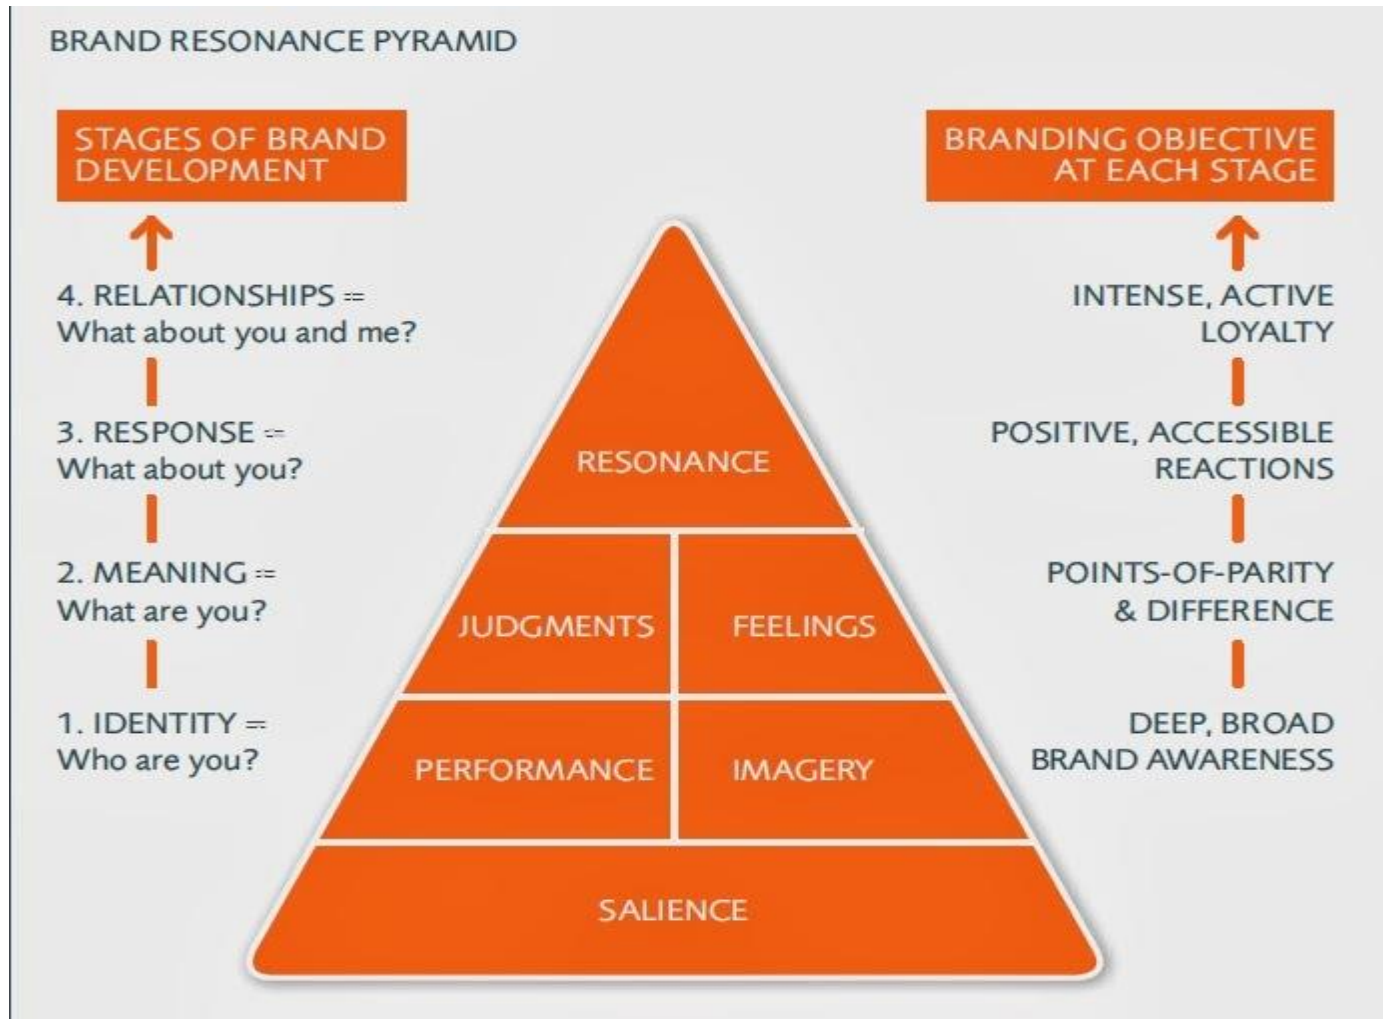 BRAND RESONANCE PYRAMID
STAGES OF BRAND
DEVELOPMENT
4. RELATIONSHIPS =
What about you and me?
3. RESPONSE =
What about you?
2. MEANING =
What are you?
1. IDENTITY =
Who are you?
RESONANCE
JUDGMENTS
FEELINGS
PERFORMANCE
IMAGERY
SALIENCE
BRANDING OBJECTIVE
AT EACH STAGE
INTENSE, ACTIVE
LOYALTY
POSITIVE, ACCESSIBLE
REACTIONS
POINTS-OF-PARITY
& DIFFERENCE
DEEP, BROAD
BRAND AWARENESS